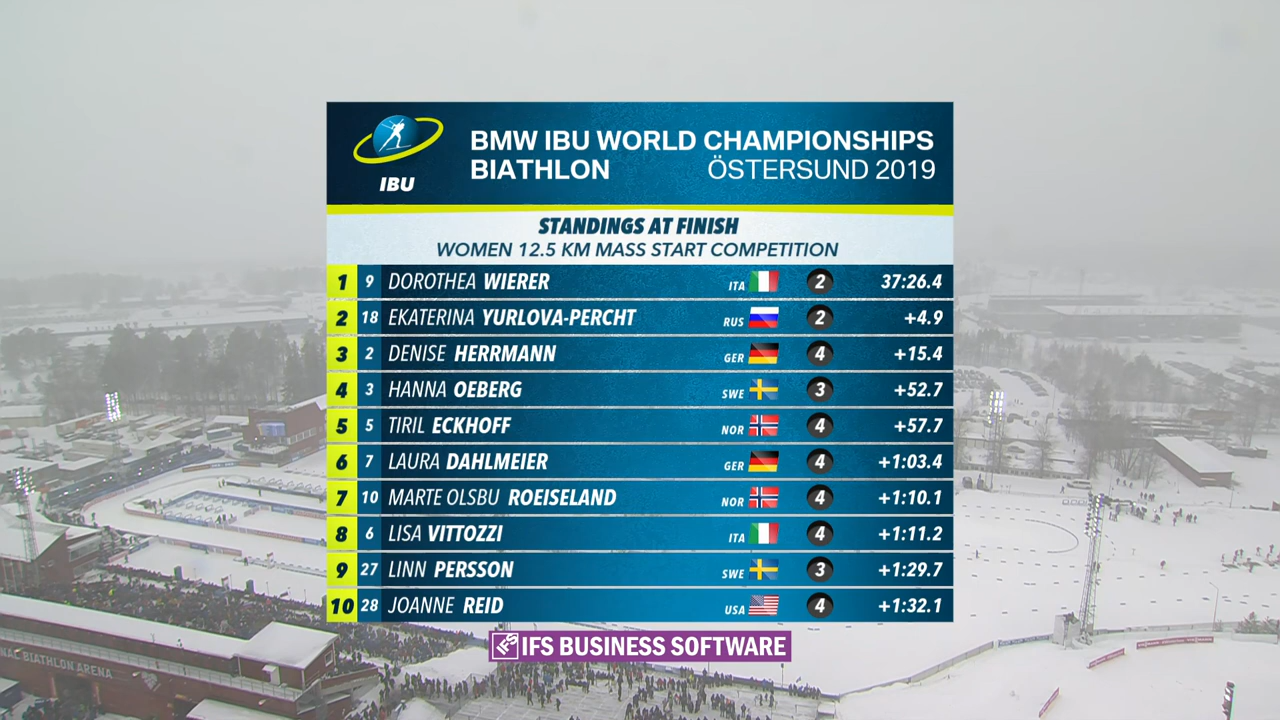 BMW IBU WORLD CHAMPIONSHIPS
BIATHLON ÖSTERSUND 2019
IBU
STANDINGS AT FINISH
WOMEN 12.5 KM MASS START COMPETITION
1 9 DOROTHEA WIERER ITA 2 37:26.4
2 18 EKATERINA YURLOVA-PERCHT RUS 2 +4.9
3 2 DENISE HERRMANN GER 4 +15.4
4 3 HANNA OEBERG SWE 3 +52.7
5 5 TIRIL ECKHOFF NOR 4 +57.7
6 7 LAURA DAHLMEIER GER 4 +1:03.4
7 10 MARTE OLSBU ROEISELAND NOR 4 +1:10.1
8 6 LISA VITTOZZI ITA 4 +1:11.2
9 27 LINN PERSSON SWE 3 +1:29.7
10 28 JOANNE REID USA 4 +1:32.1
IFS IFS BUSINESS SOFTWARE
NAL BIATHLON ARENA